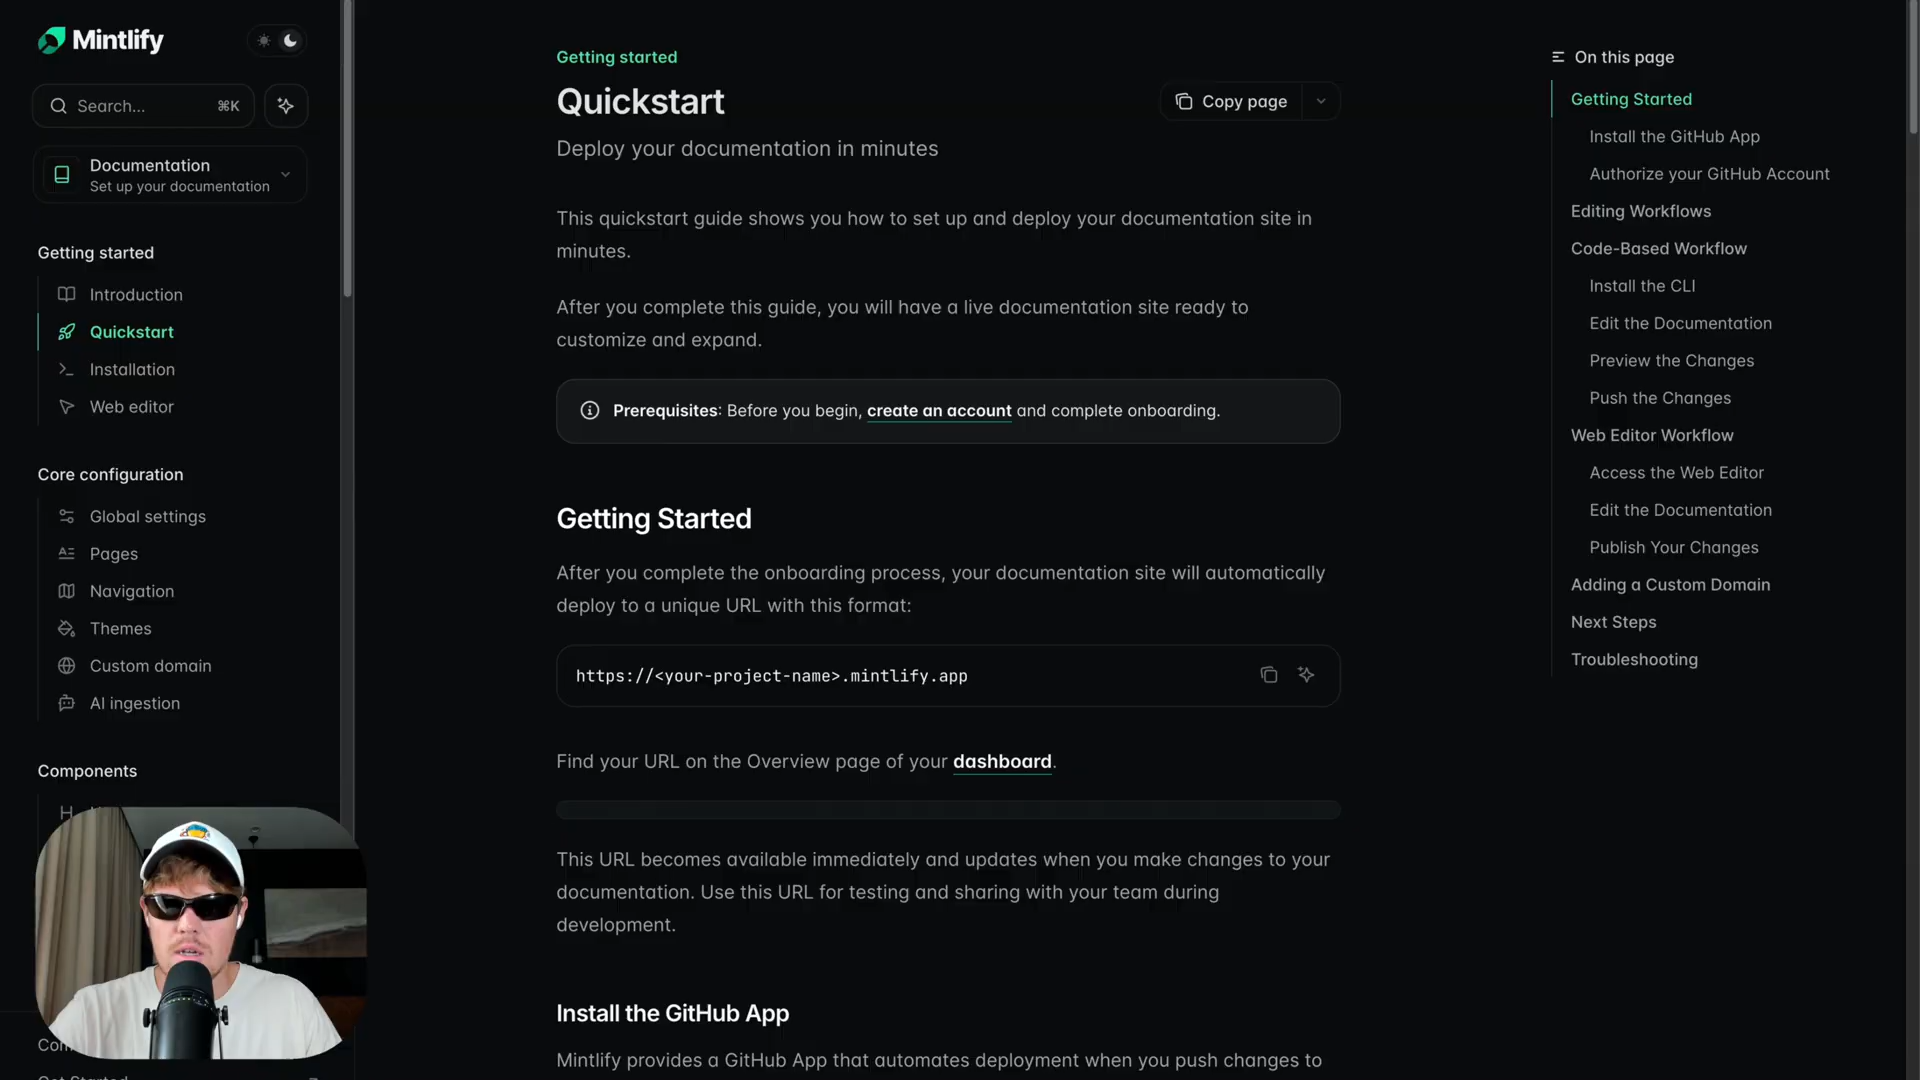 Mintlify
Search...
⌘K
Documentation
Set up your documentation
Getting started
Introduction
Quickstart
Installation
Web editor
Core configuration
Global settings
Pages
Navigation
Themes
Custom domain
AI ingestion
Components
Getting started
Quickstart
Copy page
Deploy your documentation in minutes
This quickstart guide shows you how to set up and deploy your documentation site in
minutes.
After you complete this guide, you will have a live documentation site ready to
customize and expand.
Prerequisites: Before you begin, create an account and complete onboarding.
Getting Started
After you complete the onboarding process, your documentation site will automatically
deploy to a unique URL with this format:
https://<your-project-name>.mintlify.app
Find your URL on the Overview page of your dashboard.
This URL becomes available immediately and updates when you make changes to your
documentation. Use this URL for testing and sharing with your team during
development.
Install the GitHub App
Mintlify provides a GitHub App that automates deployment when you push changes to
On this page
Getting Started
Install the GitHub App
Authorize your GitHub Account
Editing Workflows
Code-Based Workflow
Install the CLI
Edit the Documentation
Preview the Changes
Push the Changes
Web Editor Workflow
Access the Web Editor
Edit the Documentation
Publish Your Changes
Adding a Custom Domain
Next Steps
Troubleshooting